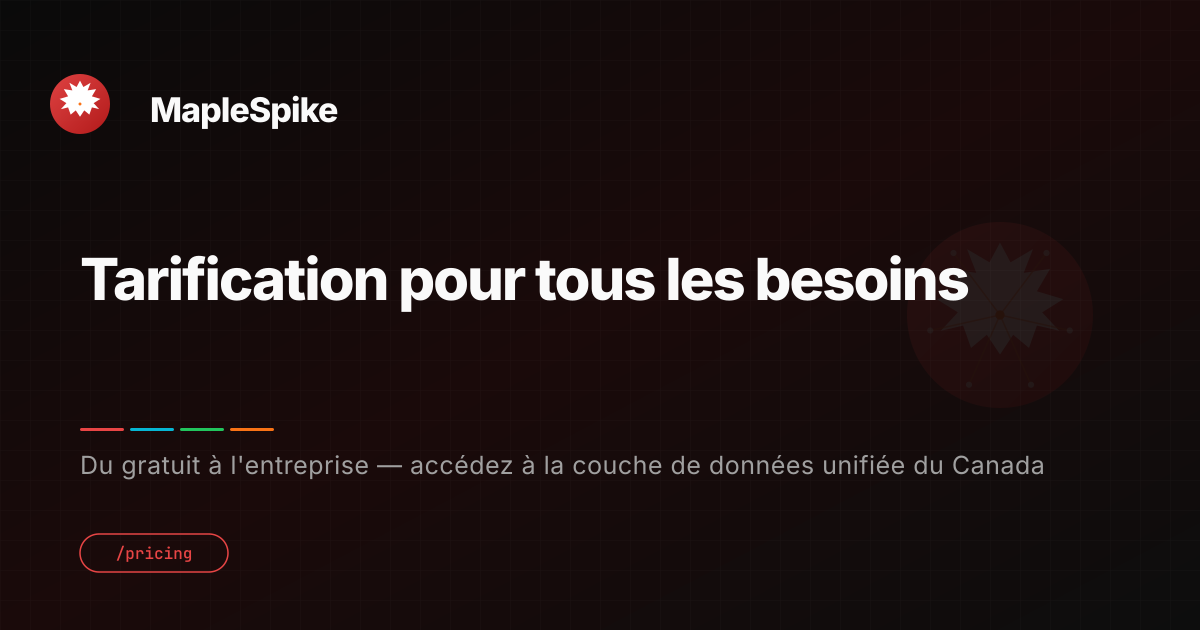 MapleSpike
Tarification pour tous les besoins
Du gratuit à l'entreprise — accédez à la couche de données unifiée du Canada
/pricing